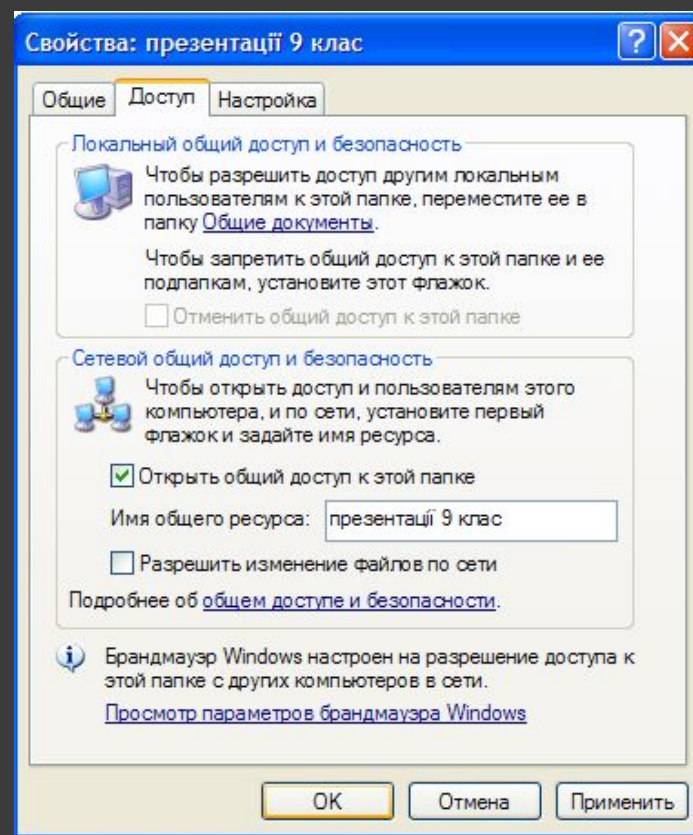 Свойства: презентації 9 клас
Общие
Доступ
Настройка
Локальный общий доступ и безопасность
Чтобы разрешить доступ другим локальным
пользователям к этой папке, переместите ее в
папку Общие документы.
Чтобы запретить общий доступ к этой папке и ее
подпапкам, установите этот флажок.
Отменить общий доступ к этой папке
Сетевой общий доступ и безопасность
Чтобы открыть доступ и пользователям этого
компьютера, и по сети, установите первый
флажок и задайте имя ресурса.
Открыть общий доступ к этой папке
Имя общего ресурса: презентації 9 клас
Разрешить изменение файлов по сети
Подробнее об общем доступе и безопасности.
Брандмауэр Windows настроен на разрешение доступа к
этой папке с других компьютеров в сети.
Просмотр параметров брандмауэра Windows
OK
Отмена
Применить